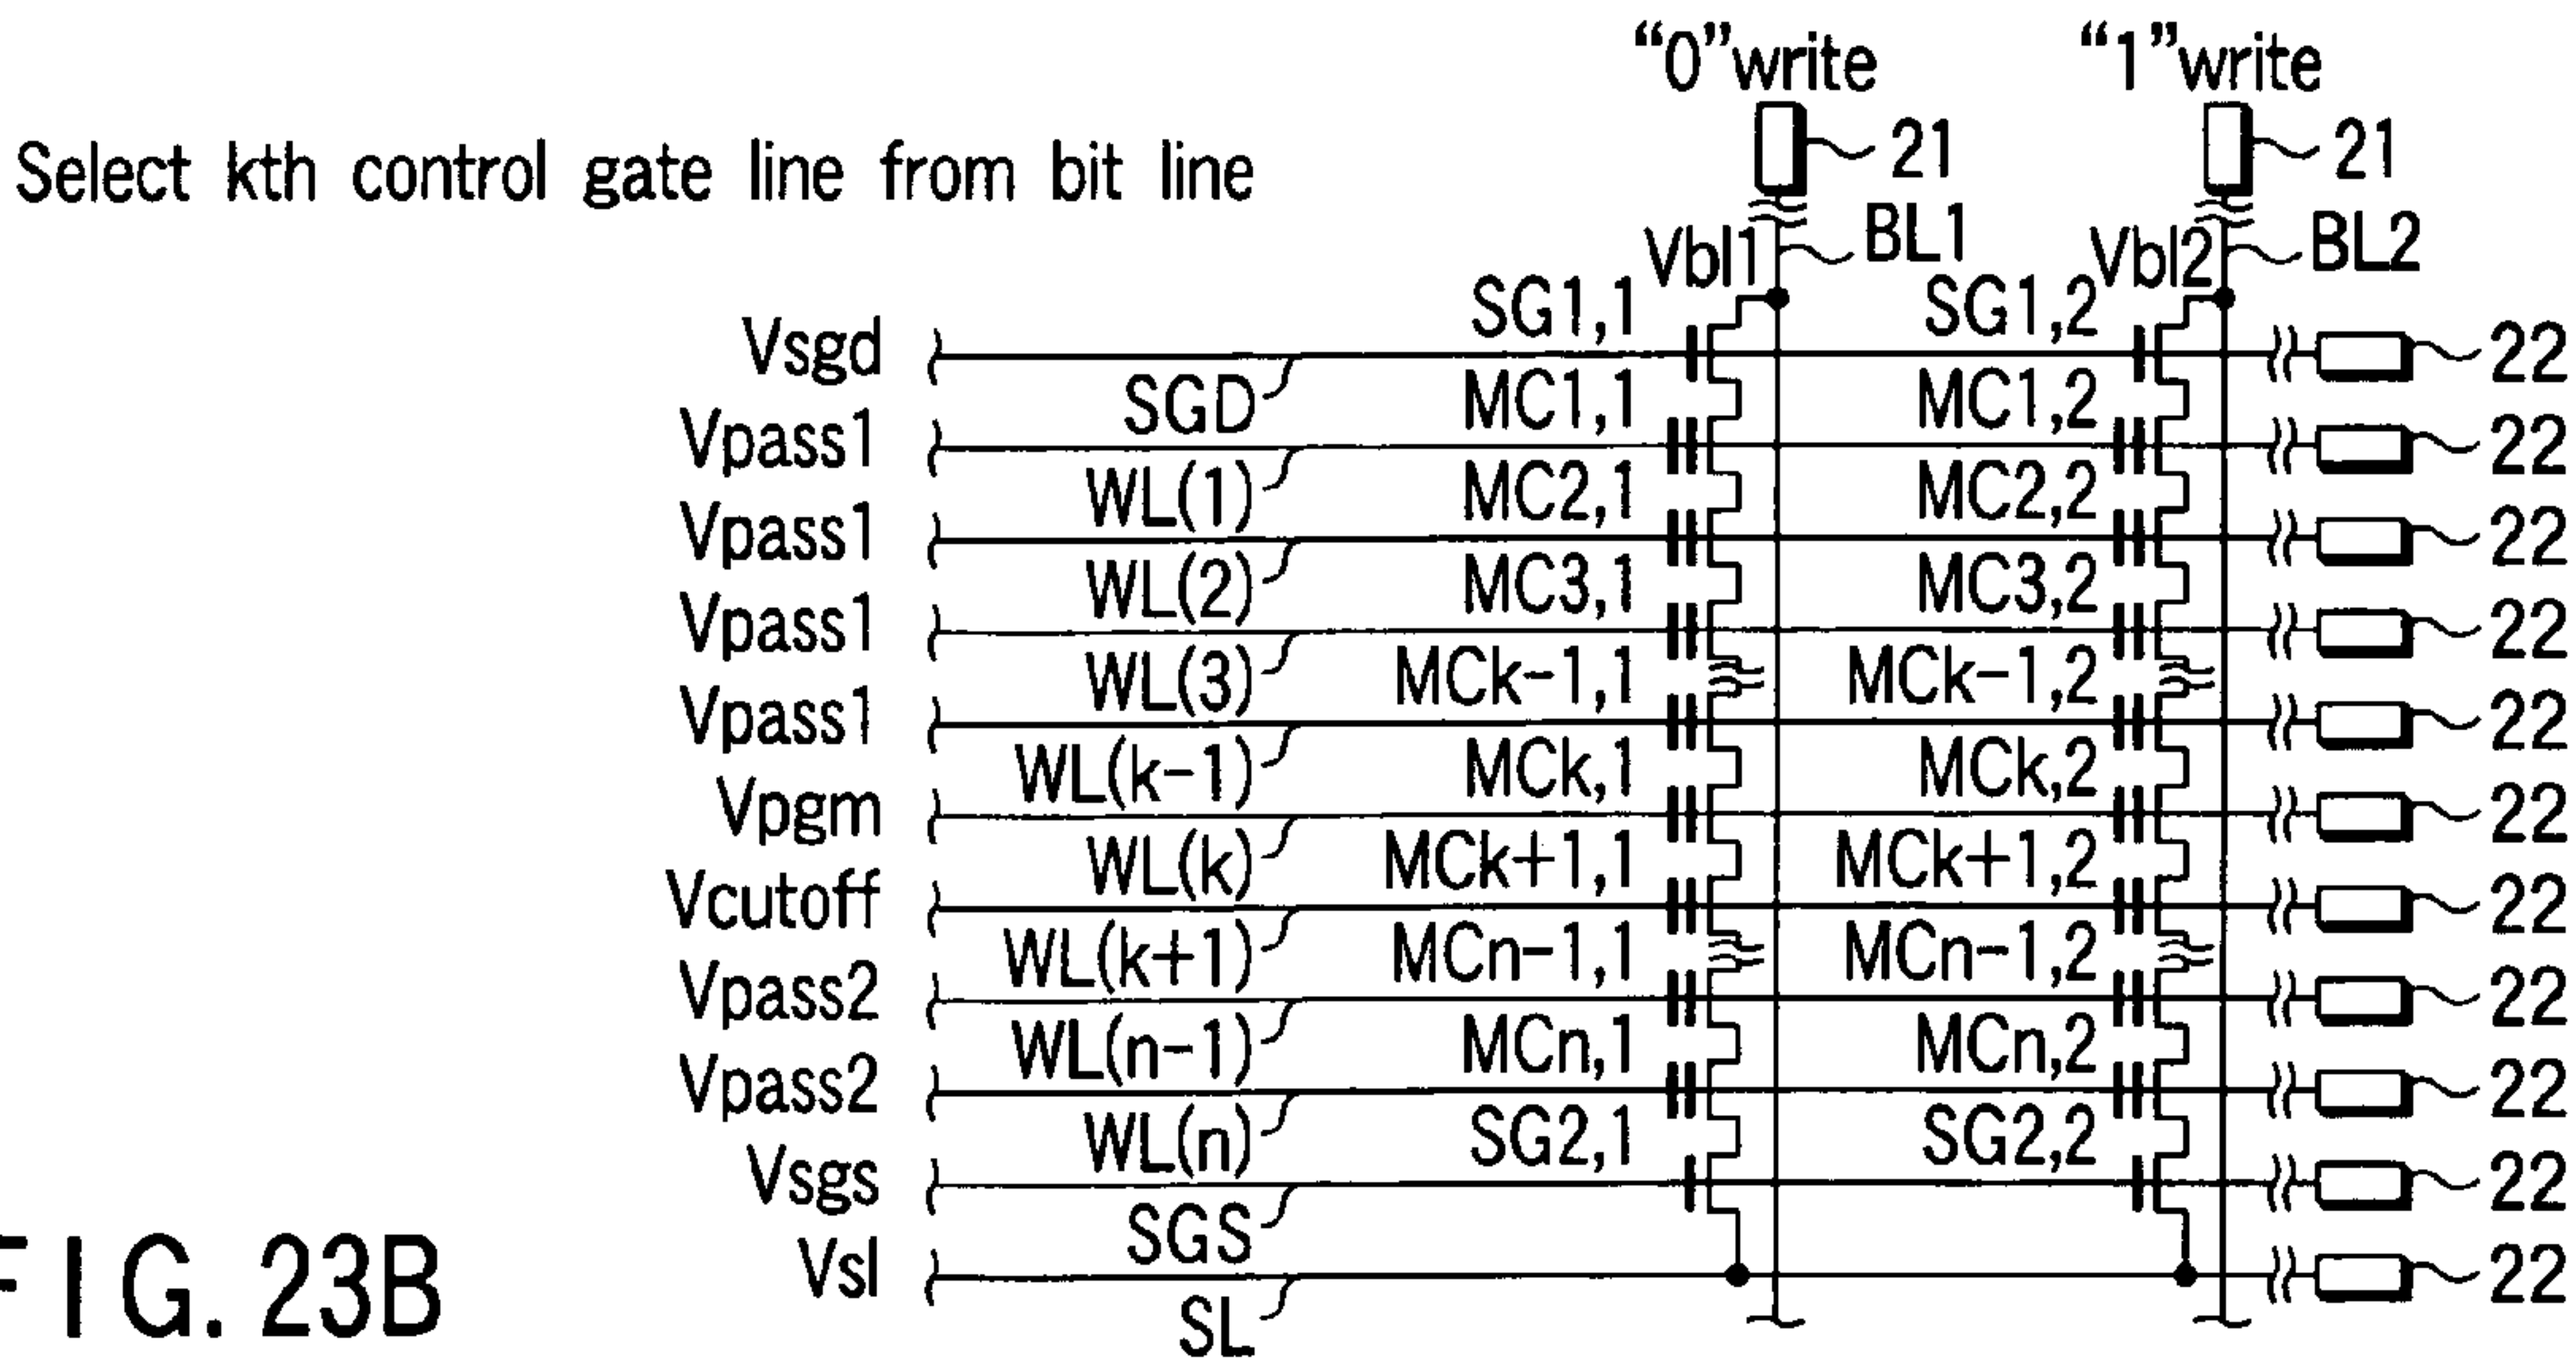 “0”write “1”write
Select kth control gate line from bit line
21 21
Vbl1 BL1 Vbl2 BL2
Vsgd SGD SG1,1 SG1,2 22
Vpass1 WL(1) MC1,1 MC1,2 22
Vpass1 WL(2) MC2,1 MC2,2 22
Vpass1 WL(3) MC3,1 MC3,2 22
Vpass1 WL(k-1) MCk-1,1 MCk-1,2 22
Vpgm WL(k) MCk,1 MCk,2 22
Vcutoff WL(k+1) MCk+1,1 MCk+1,2 22
Vpass2 WL(n-1) MCn-1,1 MCn-1,2 22
Vpass2 WL(n) MCn,1 MCn,2 22
Vsgs SGS SG2,1 SG2,2 22
Vsl SL 22
FIG. 23B